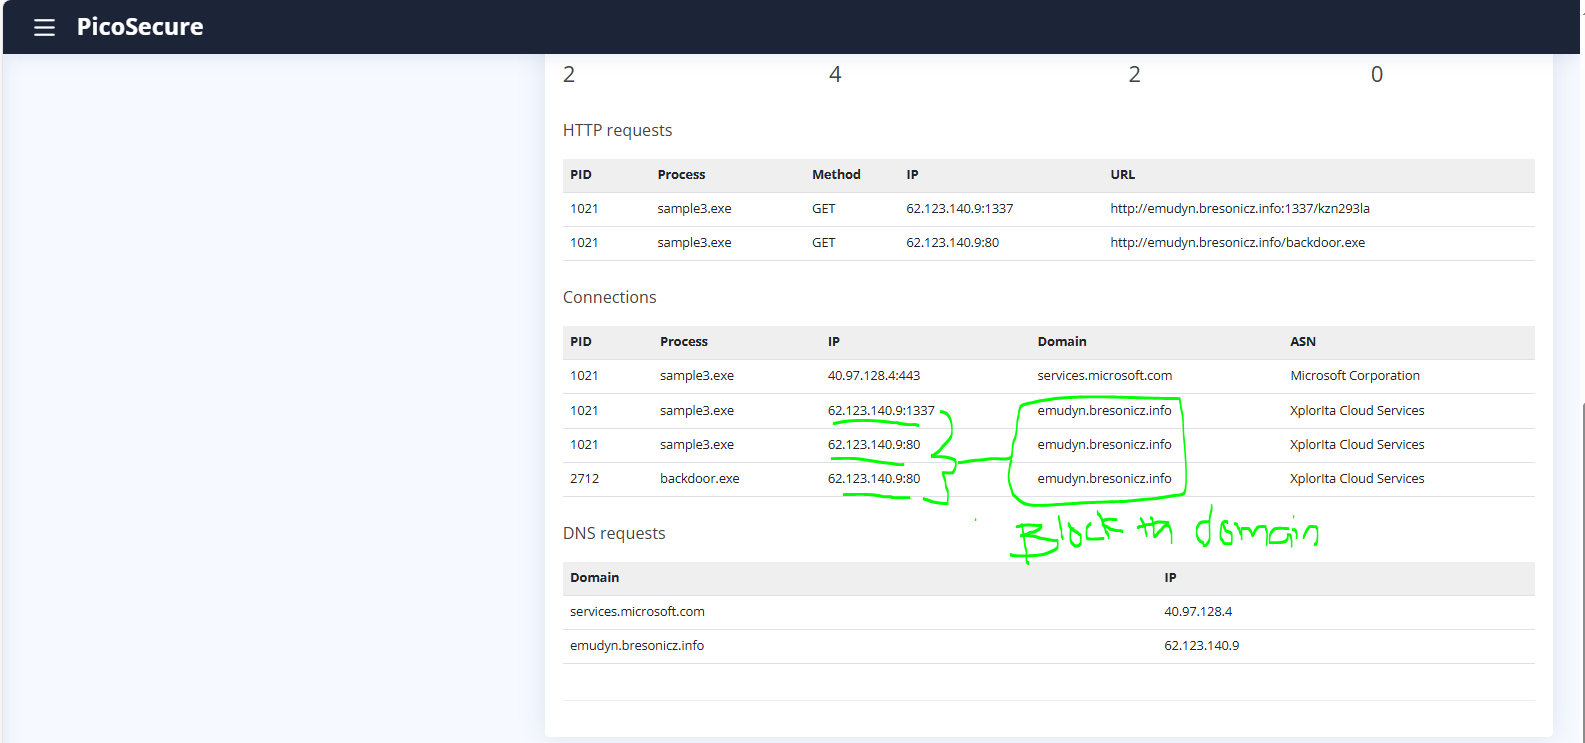 PicoSecure
2 4 2 0
HTTP requests
PID Process Method IP URL
1021 sample3.exe GET 62.123.140.9:1337 http://emudyn.bresonicz.info:1337/kzn293la
1021 sample3.exe GET 62.123.140.9:80 http://emudyn.bresonicz.info/backdoor.exe
Connections
PID Process IP Domain ASN
1021 sample3.exe 40.97.128.4:443 services.microsoft.com Microsoft Corporation
1021 sample3.exe 62.123.140.9:1337 emudyn.bresonicz.info XplorIta Cloud Services
1021 sample3.exe 62.123.140.9:80 emudyn.bresonicz.info XplorIta Cloud Services
2712 backdoor.exe 62.123.140.9:80 emudyn.bresonicz.info XplorIta Cloud Services
Block th domain
DNS requests
Domain IP
services.microsoft.com 40.97.128.4
emudyn.bresonicz.info 62.123.140.9